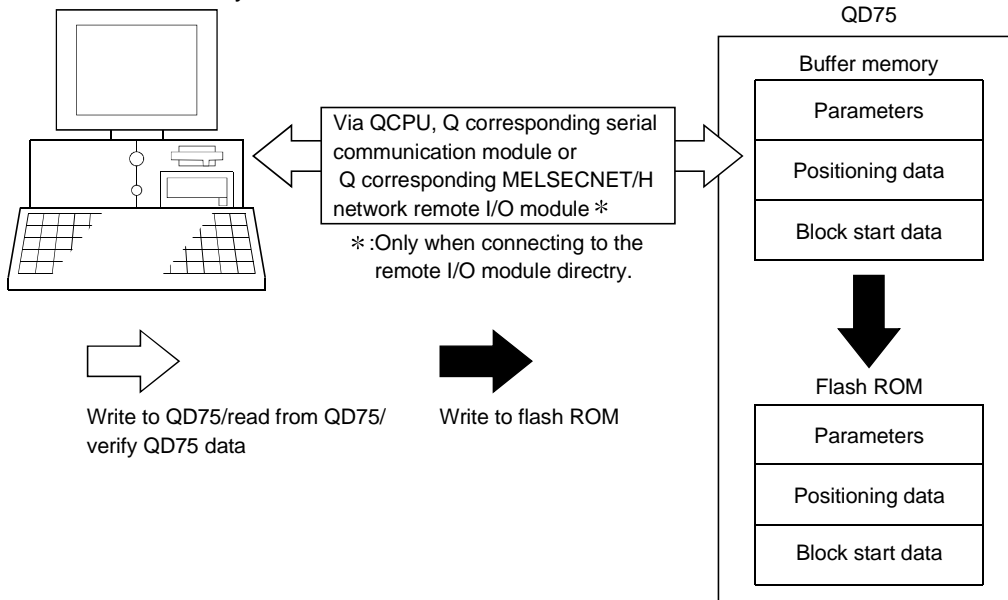 QD75
Buffer memory
Parameters
Positioning data
Block start data
Via QCPU, Q corresponding serial
communication module or
Q corresponding MELSECNET/H
network remote I/O module *
* :Only when connecting to the
remote I/O module directry.
Write to QD75/read from QD75/
verify QD75 data
Write to flash ROM
Flash ROM
Parameters
Positioning data
Block start data